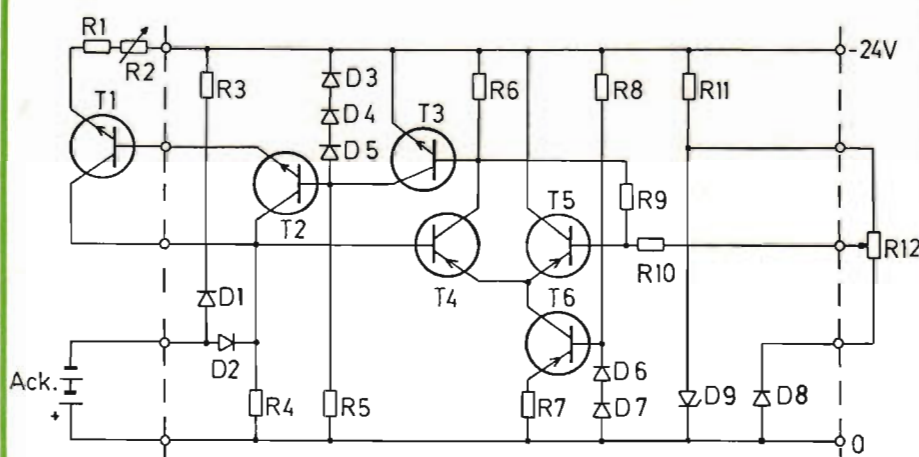 R1
R2
-24V
R3
D3
R6
R8
R11
T1
D4
T3
D5
R9
T5
T2
R12
R10
T4
D1
T6
D2
D6
Ack.
R4
R5
R7
D7
D9
D8
+
0